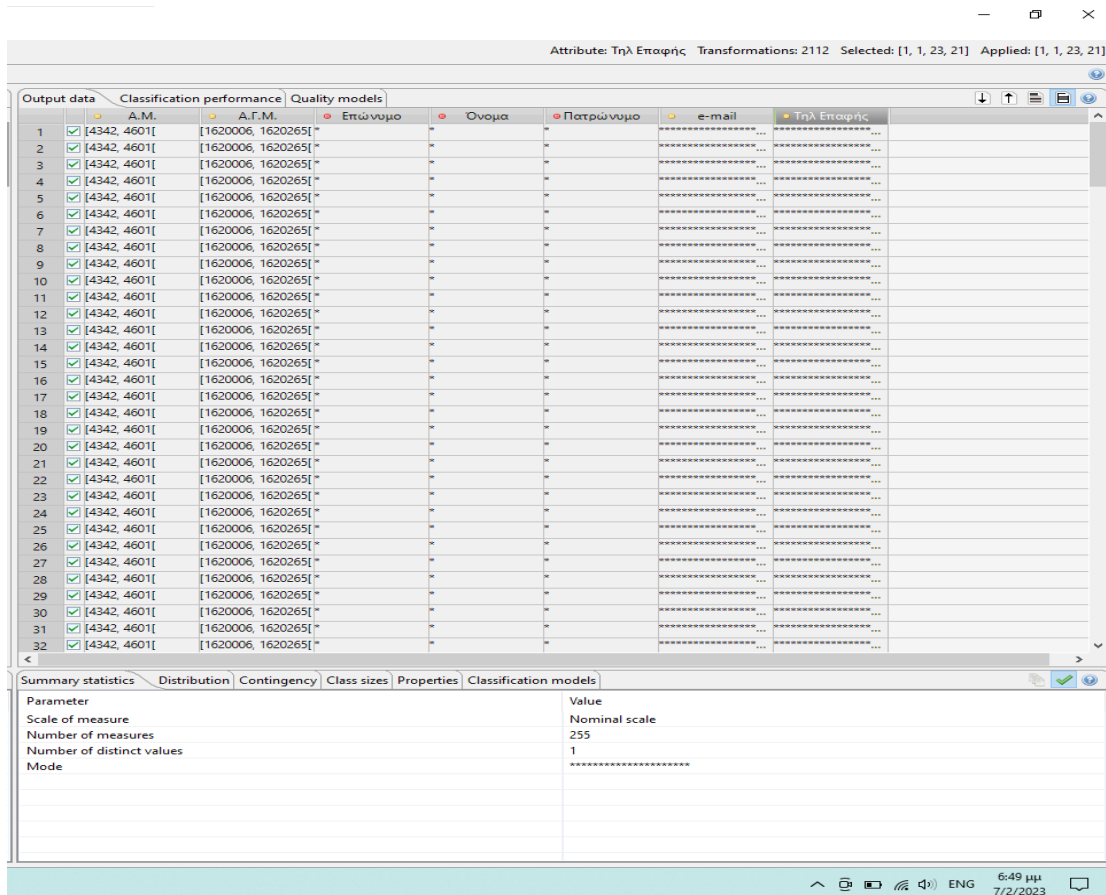 Attribute: Τηλ Επαφής Transformations: 2112 Selected: [1, 1, 23, 21] Applied: [1, 1, 23, 21]
Output data Classification performance Quality models
Α.Μ. Α.Γ.Μ. Επώνυμο Όνομα Πατρώνυμο e-mail Τηλ Επαφής
1 [4342, 4601[ [1620006, 1620265[ * * * *****************... *****************...
2 [4342, 4601[ [1620006, 1620265[ * * * *****************... *****************...
3 [4342, 4601[ [1620006, 1620265[ * * * *****************... *****************...
4 [4342, 4601[ [1620006, 1620265[ * * * *****************... *****************...
5 [4342, 4601[ [1620006, 1620265[ * * * *****************... *****************...
6 [4342, 4601[ [1620006, 1620265[ * * * *****************... *****************...
7 [4342, 4601[ [1620006, 1620265[ * * * *****************... *****************...
8 [4342, 4601[ [1620006, 1620265[ * * * *****************... *****************...
9 [4342, 4601[ [1620006, 1620265[ * * * *****************... *****************...
10 [4342, 4601[ [1620006, 1620265[ * * * *****************... *****************...
11 [4342, 4601[ [1620006, 1620265[ * * * *****************... *****************...
12 [4342, 4601[ [1620006, 1620265[ * * * *****************... *****************...
13 [4342, 4601[ [1620006, 1620265[ * * * *****************... *****************...
14 [4342, 4601[ [1620006, 1620265[ * * * *****************... *****************...
15 [4342, 4601[ [1620006, 1620265[ * * * *****************... *****************...
16 [4342, 4601[ [1620006, 1620265[ * * * *****************... *****************...
17 [4342, 4601[ [1620006, 1620265[ * * * *****************... *****************...
18 [4342, 4601[ [1620006, 1620265[ * * * *****************... *****************...
19 [4342, 4601[ [1620006, 1620265[ * * * *****************... *****************...
20 [4342, 4601[ [1620006, 1620265[ * * * *****************... *****************...
21 [4342, 4601[ [1620006, 1620265[ * * * *****************... *****************...
22 [4342, 4601[ [1620006, 1620265[ * * * *****************... *****************...
23 [4342, 4601[ [1620006, 1620265[ * * * *****************... *****************...
24 [4342, 4601[ [1620006, 1620265[ * * * *****************... *****************...
25 [4342, 4601[ [1620006, 1620265[ * * * *****************... *****************...
26 [4342, 4601[ [1620006, 1620265[ * * * *****************... *****************...
27 [4342, 4601[ [1620006, 1620265[ * * * *****************... *****************...
28 [4342, 4601[ [1620006, 1620265[ * * * *****************... *****************...
29 [4342, 4601[ [1620006, 1620265[ * * * *****************... *****************...
30 [4342, 4601[ [1620006, 1620265[ * * * *****************... *****************...
31 [4342, 4601[ [1620006, 1620265[ * * * *****************... *****************...
32 [4342, 4601[ [1620006, 1620265[ * * * *****************... *****************...
Summary statistics Distribution Contingency Class sizes Properties Classification models
Parameter Value
Scale of measure Nominal scale
Number of measures 255
Number of distinct values 1
Mode *********************
ENG 6:49 μμ
7/2/2023